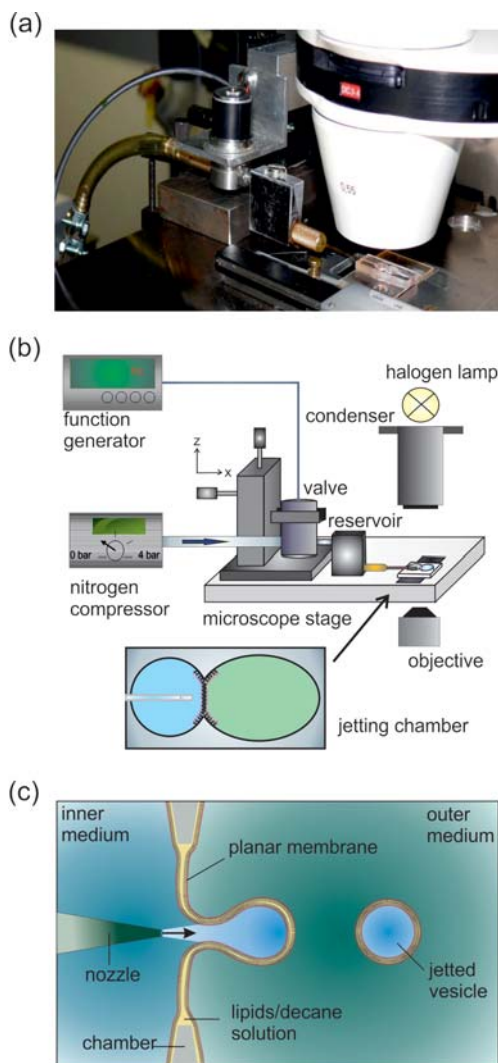 (a)
0,55
(b)
function
generator
z
x
halogen lamp
condenser
valve
reservoir
0 bar
4 bar
nitrogen
compressor
microscope stage
objective
jetting chamber
(c)
inner
medium
outer
medium
planar membrane
nozzle
jetted
vesicle
lipids/decane
solution
chamber